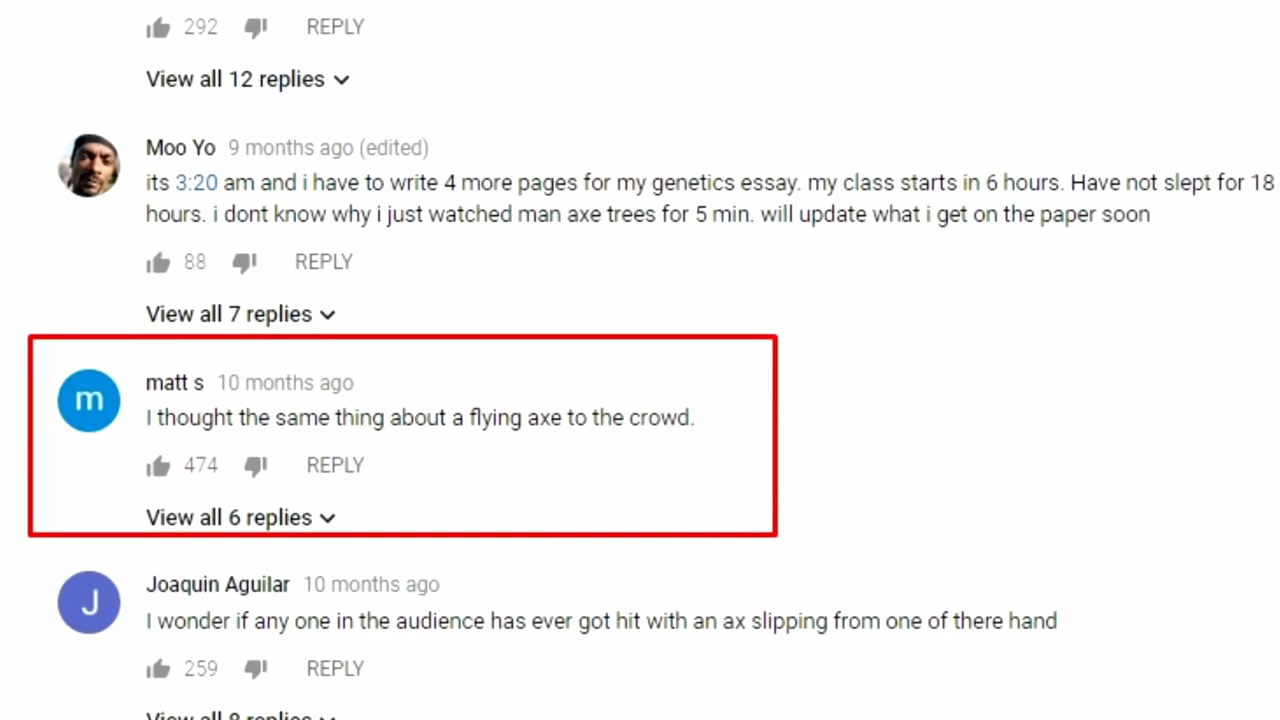 292 REPLY
View all 12 replies
Moo Yo 9 months ago (edited)
its 3:20 am and i have to write 4 more pages for my genetics essay. my class starts in 6 hours. Have not slept for 18
hours. i dont know why i just watched man axe trees for 5 min. will update what i get on the paper soon
88 REPLY
View all 7 replies
m
matt s 10 months ago
I thought the same thing about a flying axe to the crowd.
474 REPLY
View all 6 replies
J
Joaquin Aguilar 10 months ago
I wonder if any one in the audience has ever got hit with an ax slipping from one of there hand
259 REPLY
View all 8 replies